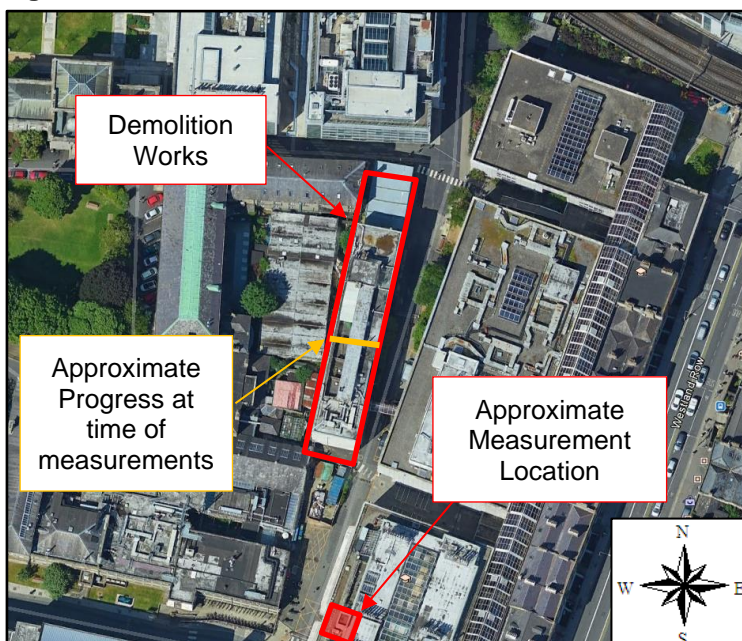 Demolition
Works
Approximate
Progress at
time of
measurements
Approximate
Measurement
Location
Westland Row
N
W
E
S